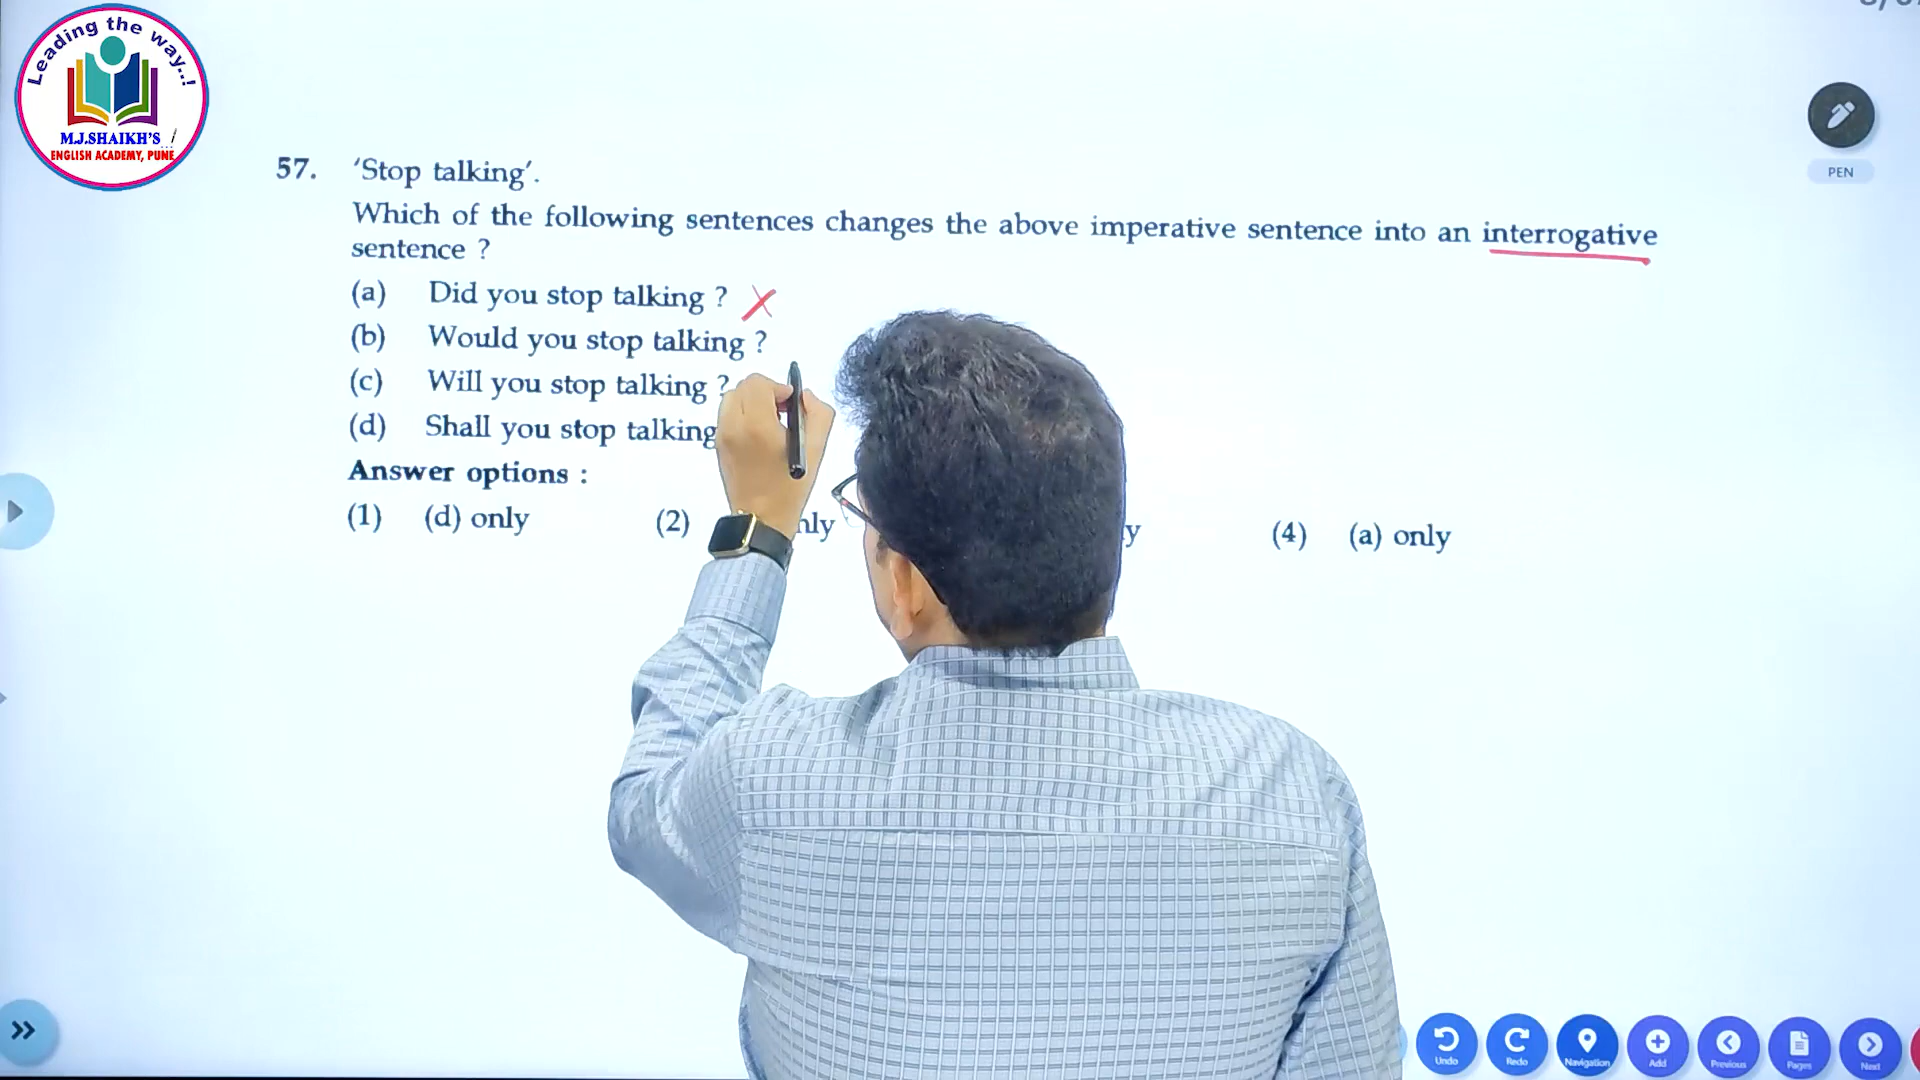 Leading the way..!
M.J.SHAIKH'S
ENGLISH ACADEMY, PUNE
PEN
57. 'Stop talking'.
Which of the following sentences changes the above imperative sentence into an interrogative
sentence ?
(a) Did you stop talking ?
(b) Would you stop talking ?
(c) Will you stop talking ?
(d) Shall you stop talking
Answer options :
(1) (d) only (2) (4) (a) only
Undo Redo Navigation Add Previous Pages Next